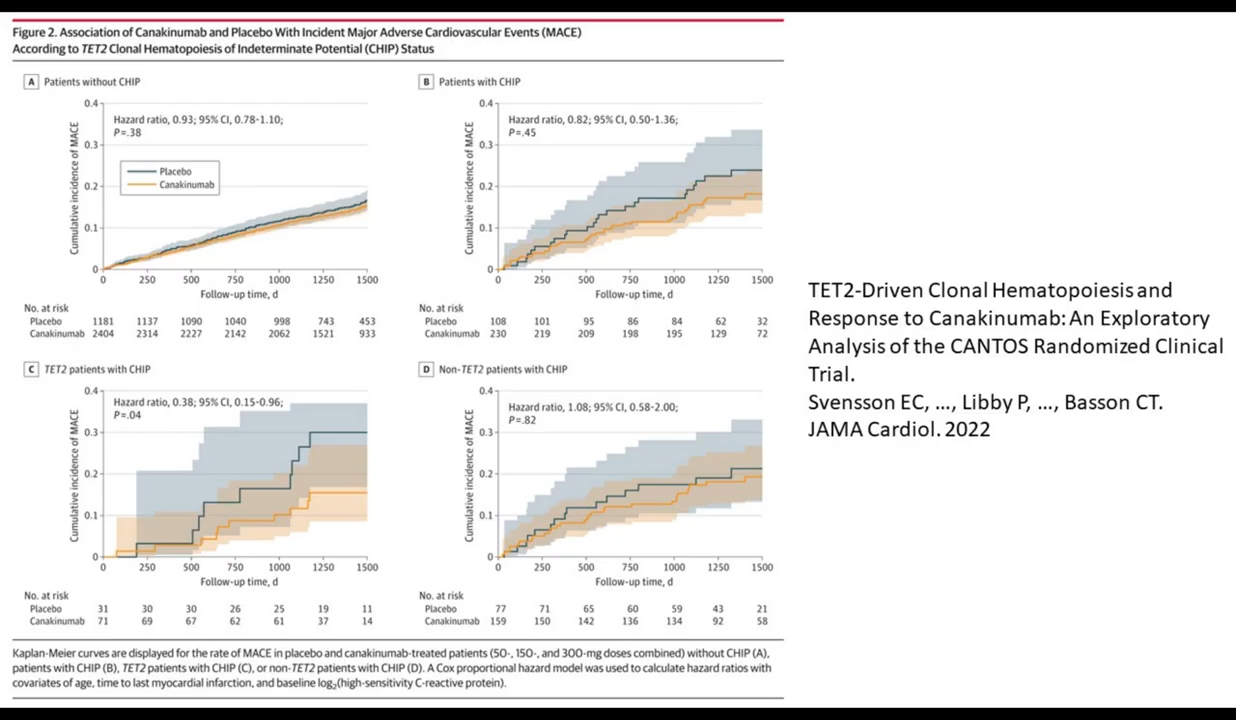 Figure 2. Association of Canakinumab and Placebo With Incident Major Adverse Cardiovascular Events (MACE)
According to TET2 Clonal Hematopoiesis of Indeterminate Potential (CHIP) Status
A Patients without CHIP
Cumulative incidence of MACE
0.4
0.3
0.2
0.1
0
Hazard ratio, 0.93; 95% CI, 0.78-1.10;
P=.38
Placebo
Canakinumab
0 250 500 750 1000 1250 1500
Follow-up time, d
No. at risk
Placebo 1181 1137 1090 1040 998 743 453
Canakinumab 2404 2314 2227 2142 2062 1521 933
B Patients with CHIP
Cumulative incidence of MACE
0.4
0.3
0.2
0.1
0
Hazard ratio, 0.82; 95% CI, 0.50-1.36;
P=.45
0 250 500 750 1000 1250 1500
Follow-up time, d
No. at risk
Placebo 108 101 95 86 84 62 32
Canakinumab 230 219 209 198 195 129 72
C TET2 patients with CHIP
Cumulative incidence of MACE
0.4
0.3
0.2
0.1
0
Hazard ratio, 0.38; 95% CI, 0.15-0.96;
P=.04
0 250 500 750 1000 1250 1500
Follow-up time, d
No. at risk
Placebo 31 30 30 26 25 19 11
Canakinumab 71 69 67 62 61 37 14
D Non-TET2 patients with CHIP
Cumulative incidence of MACE
0.4
0.3
0.2
0.1
0
Hazard ratio, 1.08; 95% CI, 0.58-2.00;
P=.82
0 250 500 750 1000 1250 1500
Follow-up time, d
No. at risk
Placebo 77 71 65 60 59 43 21
Canakinumab 159 150 142 136 134 92 58
Kaplan-Meier curves are displayed for the rate of MACE in placebo and canakinumab-treated patients (50-, 150-, and 300-mg doses combined) without CHIP (A),
patients with CHIP (B), TET2 patients with CHIP (C), or non-TET2 patients with CHIP (D). A Cox proportional hazard model was used to calculate hazard ratios with
covariates of age, time to last myocardial infarction, and baseline log2(high-sensitivity C-reactive protein).
TET2-Driven Clonal Hematopoiesis and
Response to Canakinumab: An Exploratory
Analysis of the CANTOS Randomized Clinical
Trial.
Svensson EC, …, Libby P, …, Basson CT.
JAMA Cardiol. 2022